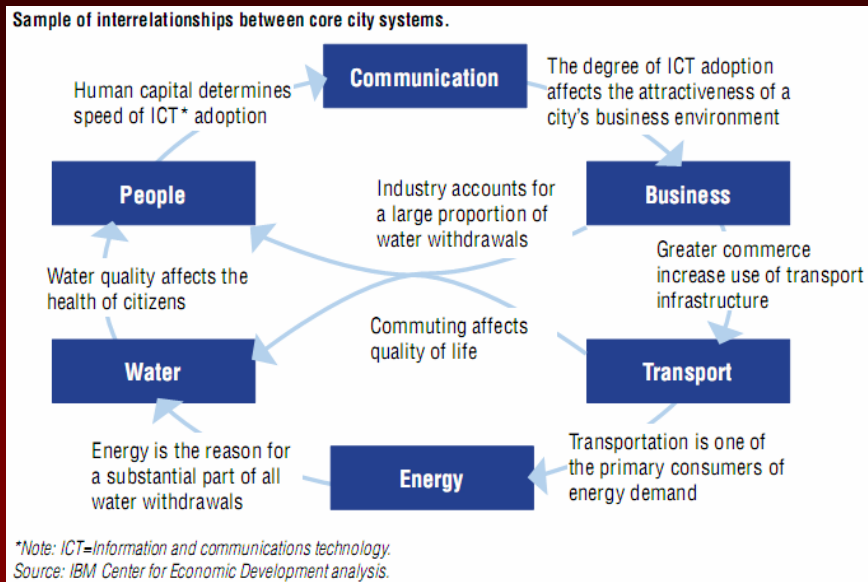 Sample of interrelationships between core city systems.
Communication
Human capital determines
speed of ICT* adoption
The degree of ICT adoption
affects the attractiveness of a
city's business environment
People
Industry accounts for
a large proportion of
water withdrawals
Business
Water quality affects the
health of citizens
Greater commerce
increase use of transport
infrastructure
Commuting affects
quality of life
Water
Transport
Energy is the reason for
a substantial part of all
water withdrawals
Energy
Transportation is one of
the primary consumers of
energy demand
*Note: ICT=Information and communications technology.
Source: IBM Center for Economic Development analysis.